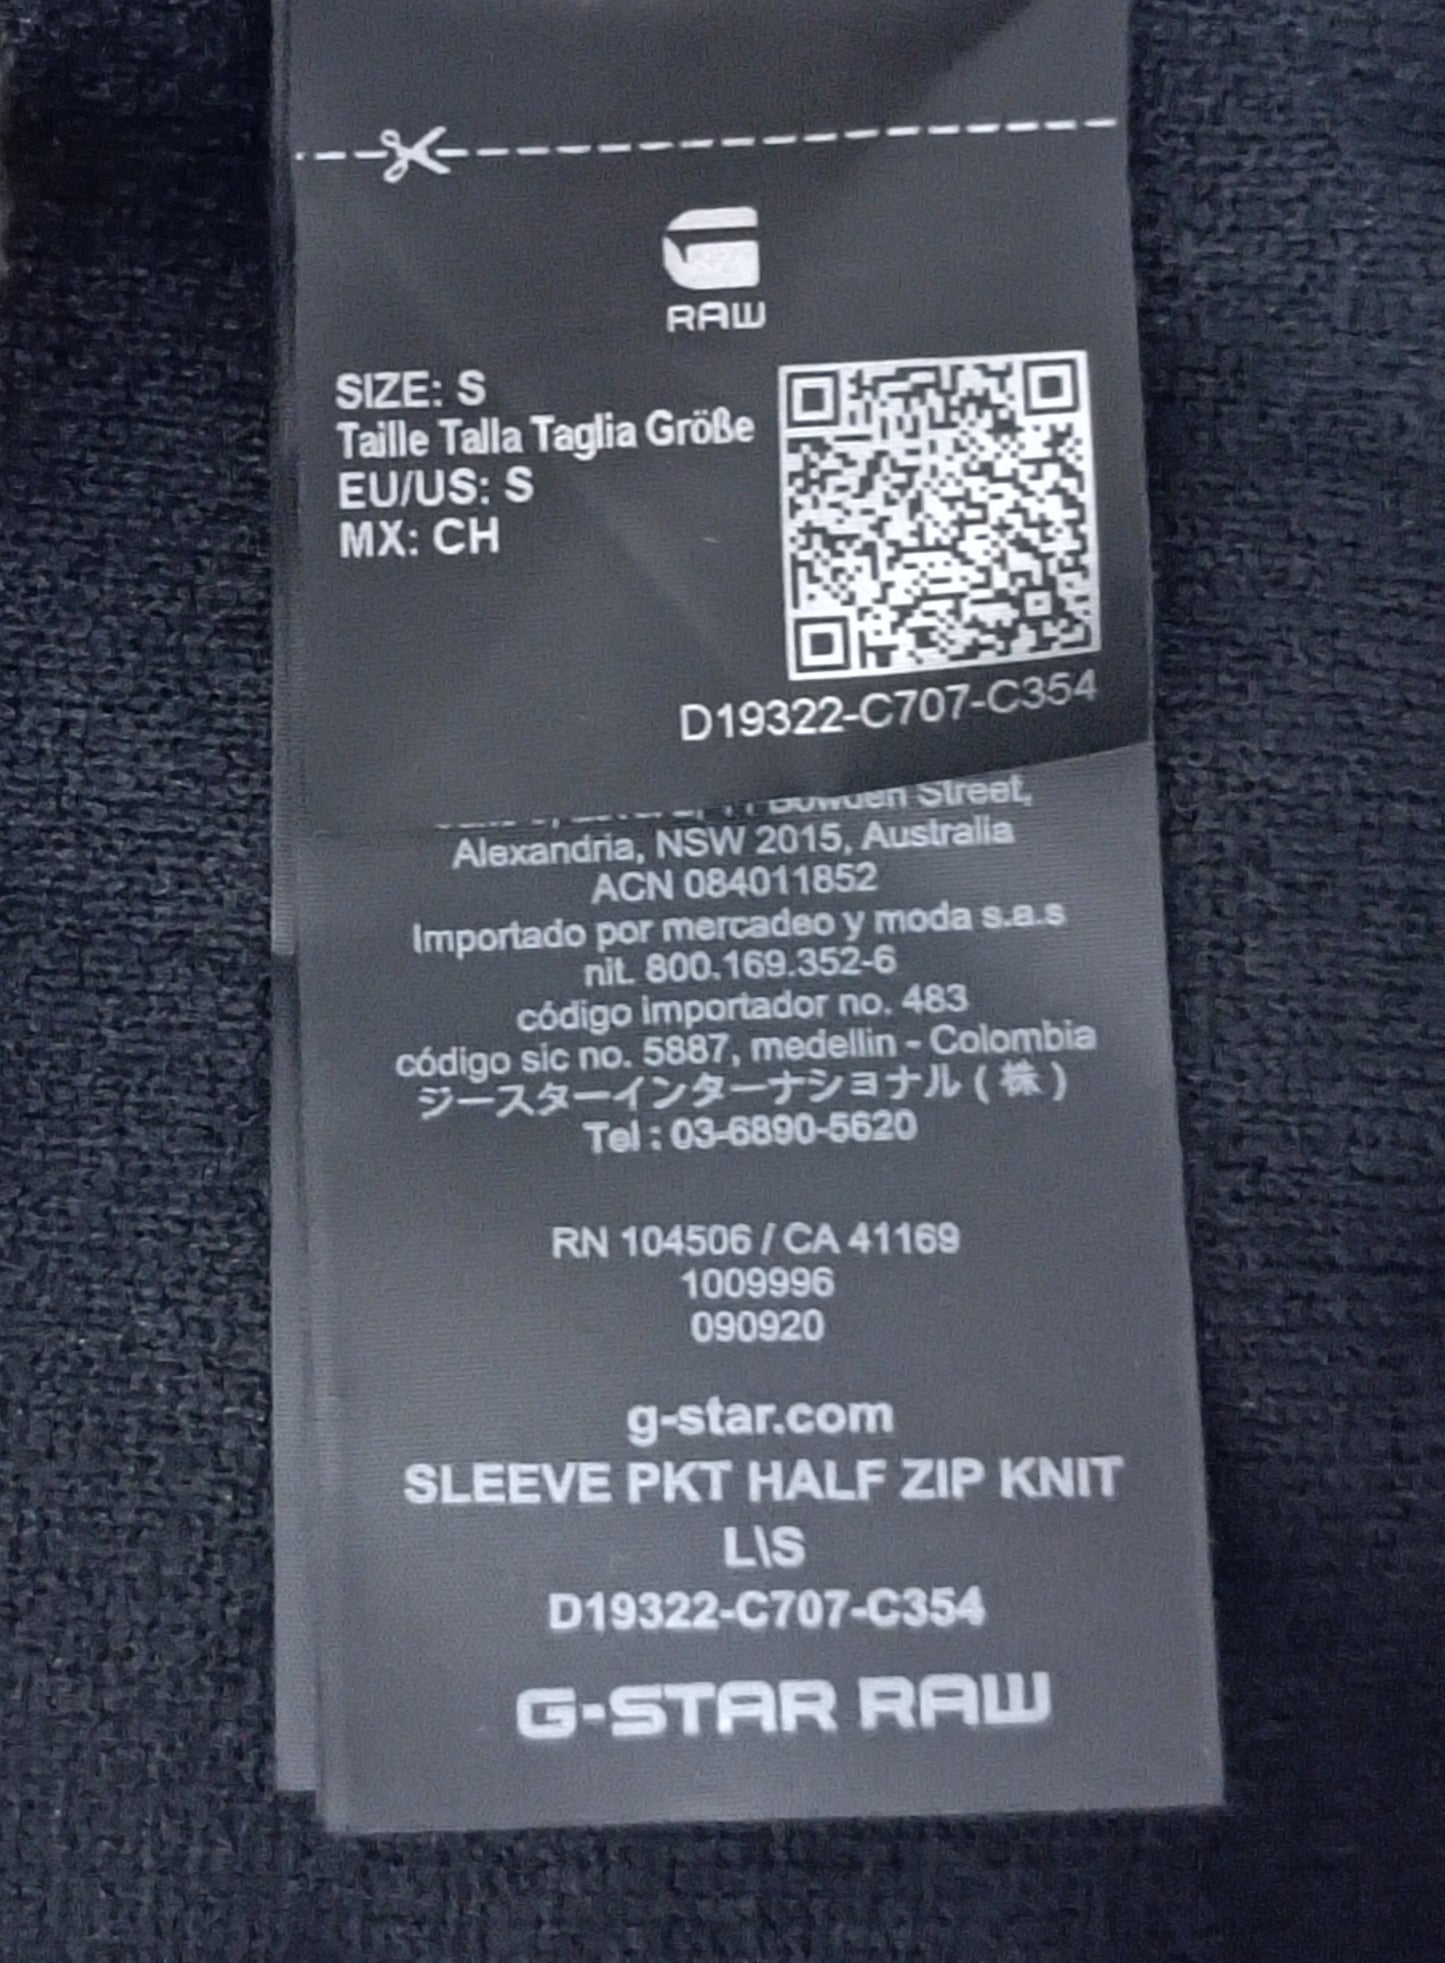 RAW
SIZE: S
Taille Talla Taglia Größe
EU/US: S
MX: CH
D19322-C707-C354
Bowden Street,
Alexandria, NSW 2015, Australia
ACN 084011852
Importado por mercadeo y moda s.a.s
nit. 800.169.352-6
código importador no. 483
código sic no. 5887, medellin - Colombia
ジースターインターナショナル ( 株 )
Tel : 03-6890-5620
RN 104506 / CA 41169
1009996
090920
g-star.com
SLEEVE PKT HALF ZIP KNIT
L\S
D19322-C707-C354
G-STAR RAW